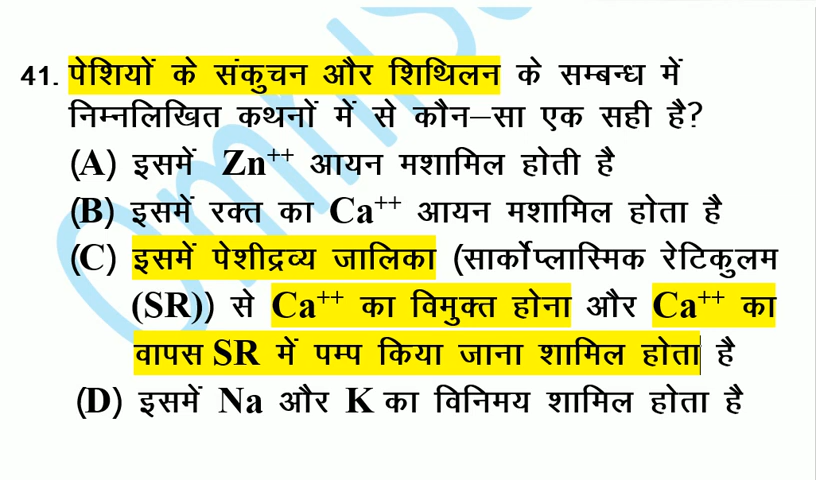 41. पेशियों के संकुचन और शिथिलन के सम्बन्ध में
निम्नलिखित कथनों में से कौन–सा एक सही है?
(A) इसमें Zn⁺⁺ आयन मशामिल होती है
(B) इसमें रक्त का Ca⁺⁺ आयन मशामिल होता है
(C) इसमें पेशीद्रव्य जालिका (सार्कोप्लास्मिक रेटिकुलम
(SR)) से Ca⁺⁺ का विमुक्त होना और Ca⁺⁺ का
वापस SR में पम्प किया जाना शामिल होता है
(D) इसमें Na और K का विनिमय शामिल होता है